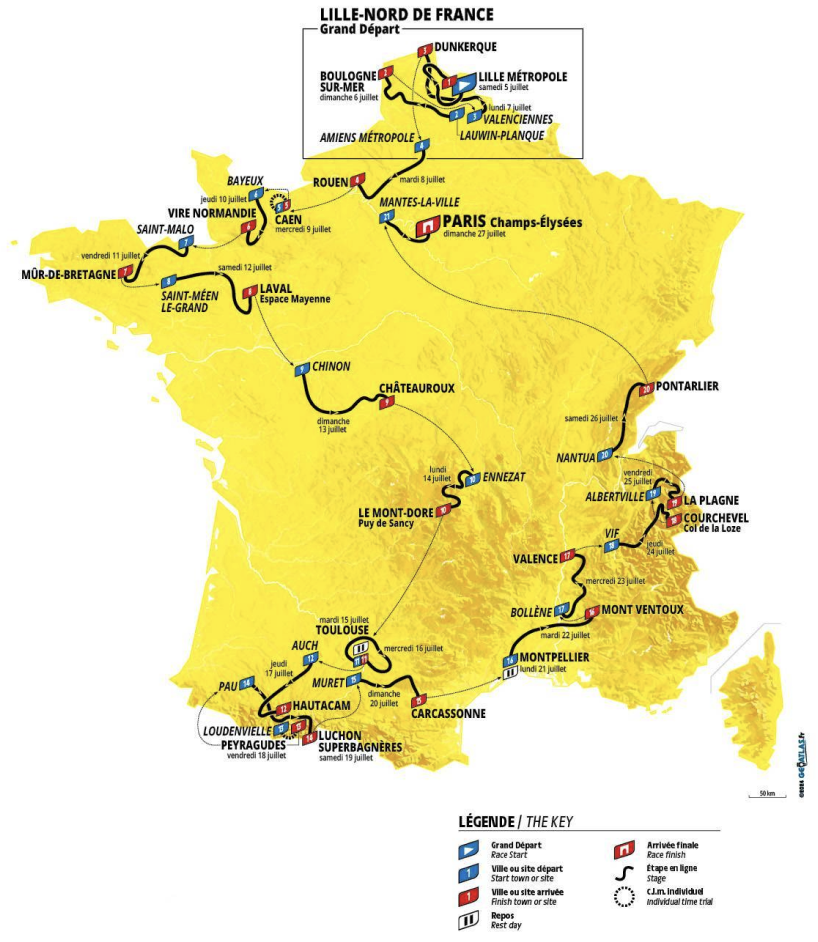 LILLE-NORD DE FRANCE
Grand Départ
3
DUNKERQUE
2
BOULOGNE
SUR-MER
dimanche 6 juillet
1
LILLE MÉTROPOLE
samedi 5 juillet
lundi 7 juillet
2
3
VALENCIENNES
LAUWIN-PLANQUE
AMIENS MÉTROPOLE
4
mardi 8 juillet
ROUEN
4
BAYEUX
6
jeudi 10 juillet
5
5
CAEN
mercredi 9 juillet
VIRE NORMANDIE
6
MANTES-LA-VILLE
21
PARIS Champs-Élysées
dimanche 27 juillet
SAINT-MALO
7
vendredi 11 juillet
MÛR-DE-BRETAGNE
7
samedi 12 juillet
8
SAINT-MÉEN
LE-GRAND
8
LAVAL
Espace Mayenne
9
CHINON
CHÂTEAUROUX
9
dimanche
13 juillet
20
PONTARLIER
samedi 26 juillet
NANTUA
20
lundi
14 juillet
10
ENNEZAT
LE MONT-DORE
Puy de Sancy
10
vendredi
25 juillet
ALBERTVILLE
19
19
LA PLAGNE
18
COURCHEVEL
Col de la Loze
VIF
18
jeudi
24 juillet
VALENCE
17
mercredi 23 juillet
BOLLÈNE
17
16
MONT VENTOUX
mardi 22 juillet
mardi 15 juillet
TOULOUSE
mercredi 16 juillet
11
11
AUCH
12
jeudi
17 juillet
16
MONTPELLIER
lundi 21 juillet
PAU
14
MURET
15
dimanche
20 juillet
15
CARCASSONNE
12
HAUTACAM
LOUDENVIELLE
13
13
PEYRAGUDES
vendredi 18 juillet
14
LUCHON
SUPERBAGNÈRES
samedi 19 juillet
50 km
©2024 GEOATLAS.fr
LÉGENDE / THE KEY
Grand Départ
Race Start
1
Ville ou site départ
Start town or site
1
Ville ou site arrivée
Finish town or site
Repos
Rest day
Arrivée finale
Race finish
Étape en ligne
Stage
c.l.m. individuel
Individual time trial